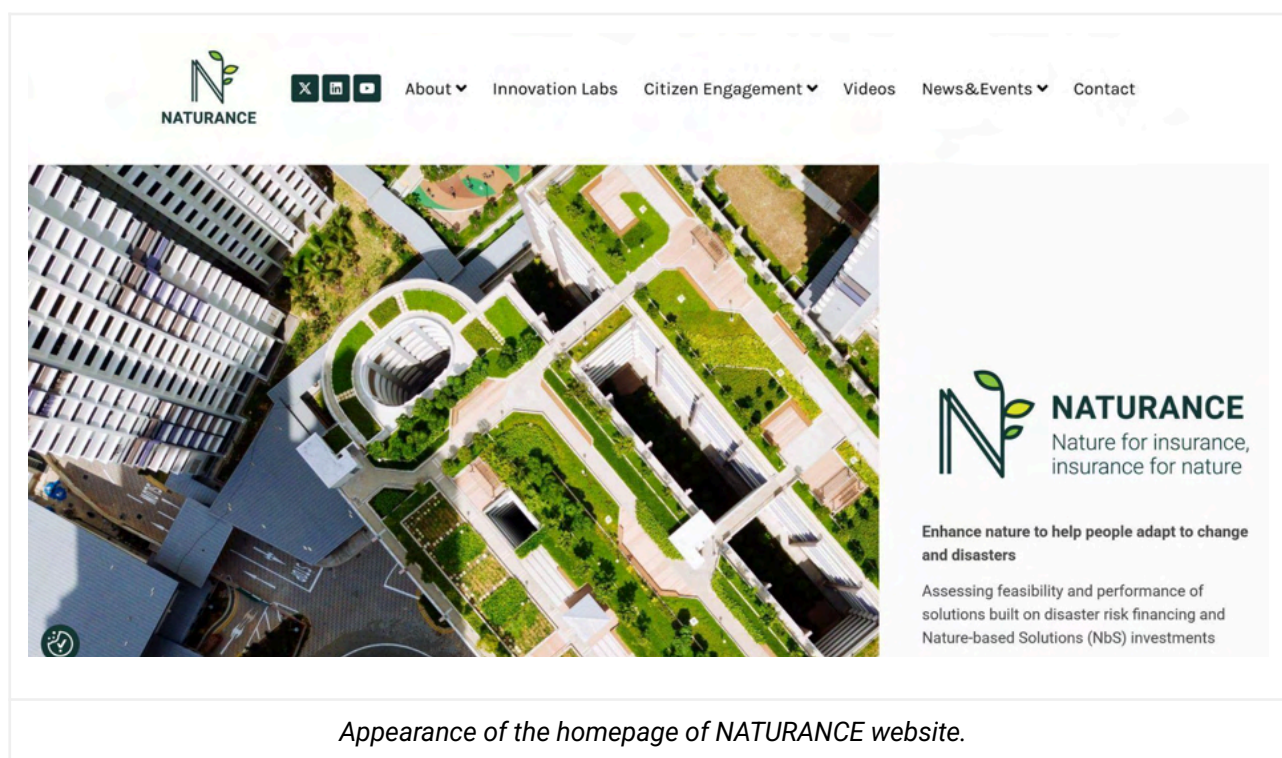 NATURANCE
About
Innovation Labs
Citizen Engagement
Videos
News&Events
Contact
NATURANCE
Nature for insurance,
insurance for nature
Enhance nature to help people adapt to change
and disasters
Assessing feasibility and performance of
solutions built on disaster risk financing and
Nature-based Solutions (NbS) investments
Appearance of the homepage of NATURANCE website.